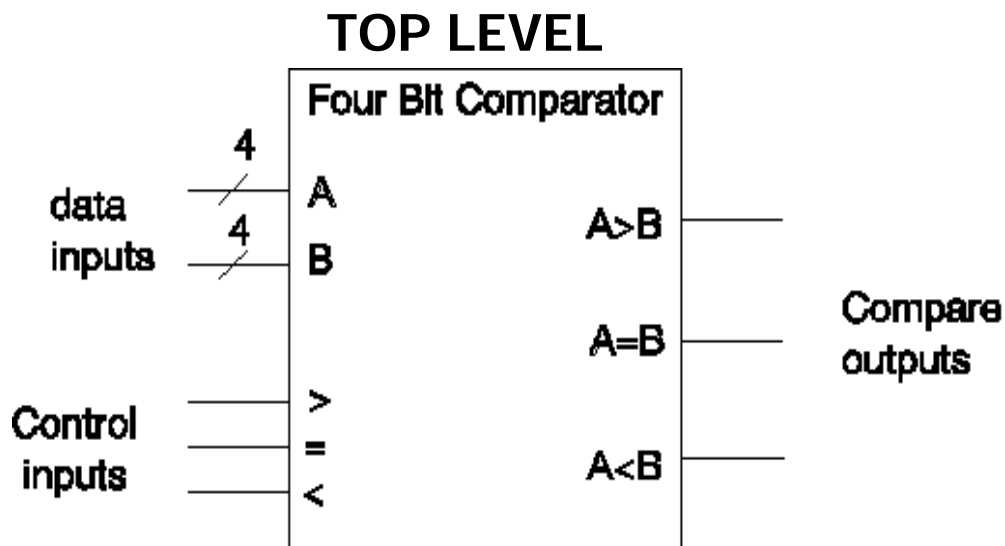 TOP LEVEL
Four Bit Comparator
4
data
inputs
A
4
B
A>B
A=B
A<B
Compare
outputs
Control
inputs
>
=
<